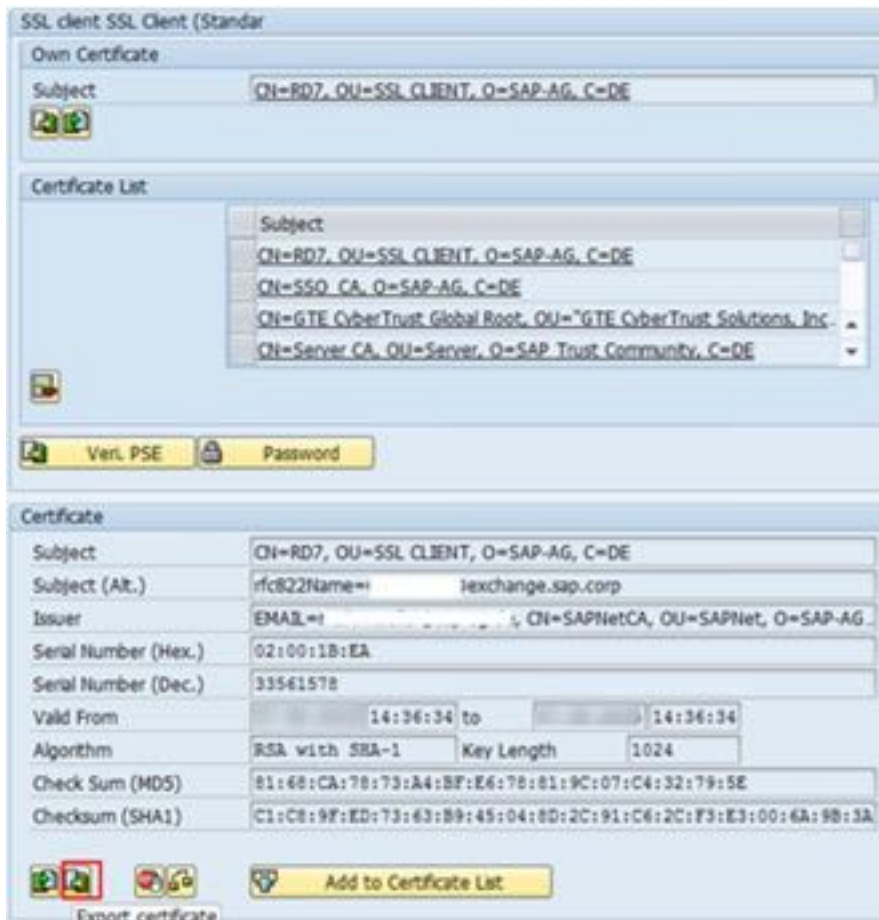 SSL client SSL Client (Standar
Own Certificate
Subject CN=RD7, OU=SSL CLIENT, O=SAP-AG, C=DE
Certificate List
Subject
CN=RD7, OU=SSL CLIENT, O=SAP-AG, C=DE
CN=SSO_CA, O=SAP-AG, C=DE
CN=GTE CyberTrust Global Root, OU="GTE CyberTrust Solutions, Inc.
CN=Server CA, OU=Server, O=SAP Trust Community, C=DE
Veri. PSE Password
Certificate
Subject CN=RD7, OU=SSL CLIENT, O=SAP-AG, C=DE
Subject (Alt.) rfc822Name= exchange.sap.corp
Issuer EMAIL= , CN=SAPNetCA, OU=SAPNet, O=SAP-AG
Serial Number (Hex.) 02:00:1B:EA
Serial Number (Dec.) 33561578
Valid From 14:36:34 to 14:36:34
Algorithm RSA with SHA-1 Key Length 1024
Check Sum (MD5) 81:68:CA:78:73:A4:BF:E6:78:81:9C:07:C4:32:79:5E
Checksum (SHA1) C1:C8:9F:ED:73:63:B9:45:04:8D:2C:91:C6:2C:F3:E3:00:6A:9B:3A
Add to Certificate List
Export certificate